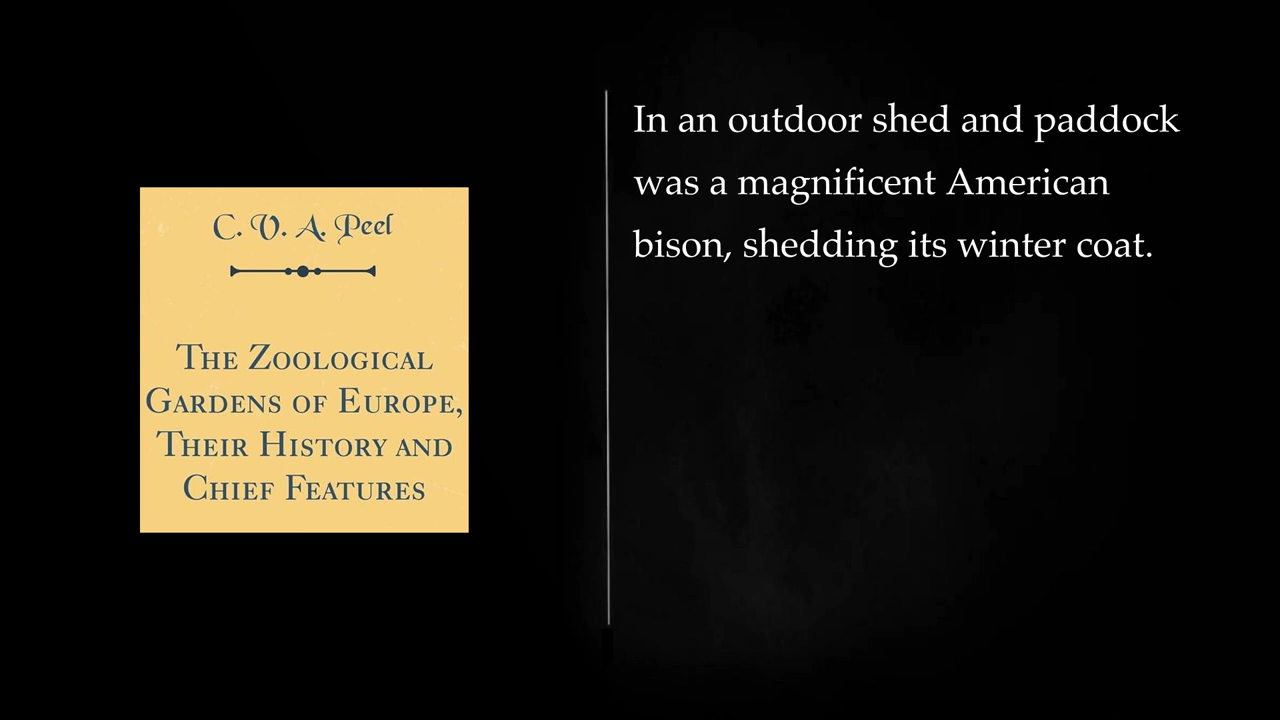 C. V. A. Peel
The Zoological
Gardens of Europe,
Their History and
Chief Features
In an outdoor shed and paddock
was a magnificent American
bison, shedding its winter coat.